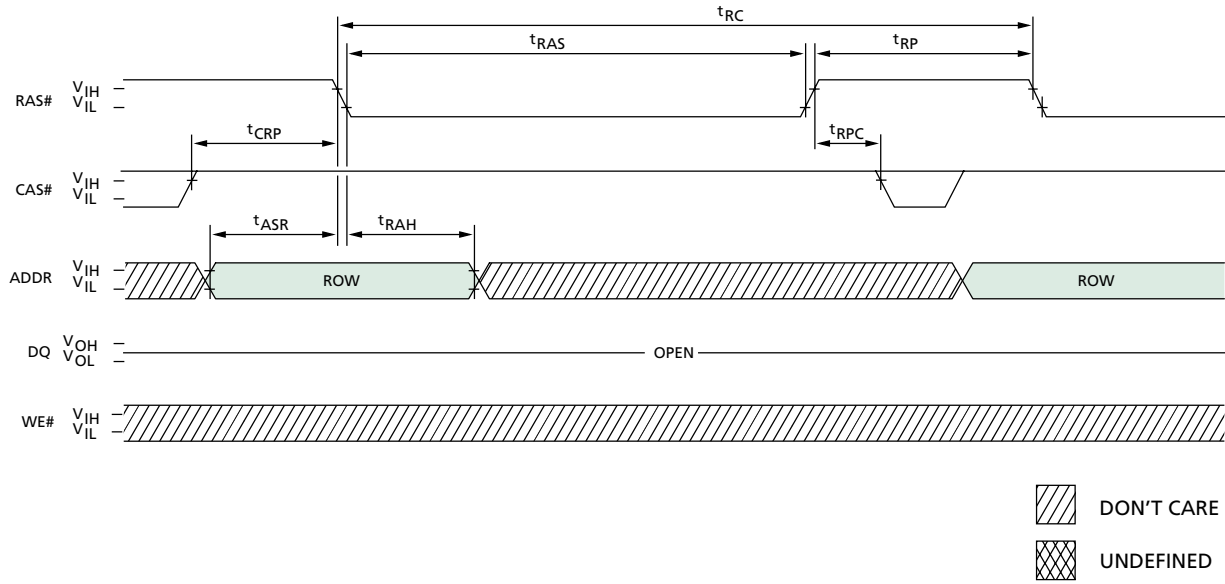 tRC
tRAS
tRP
RAS#
VIH
VIL
tCRP
tRPC
CAS#
VIH
VIL
tASR
tRAH
ADDR
VIH
VIL
ROW
ROW
DQ
VOH
VOL
OPEN
WE#
VIH
VIL
DON'T CARE
UNDEFINED